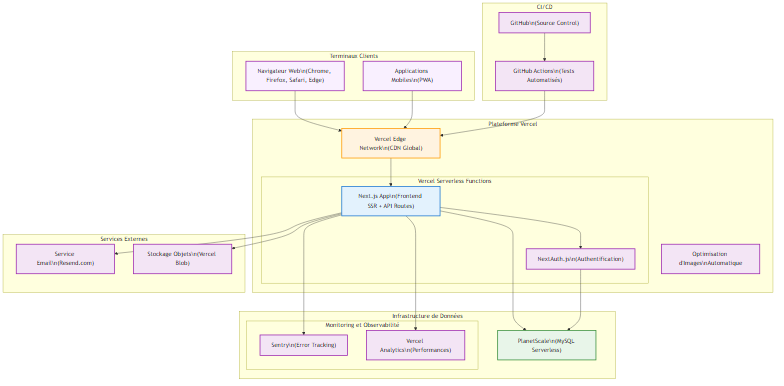 CI/CD
GitHub\n(Source Control)
GitHub Actions\n(Tests
Automatisés)
Terminaux Clients
Navigateur Web\n(Chrome,
Firefox, Safari, Edge)
Applications
Mobiles\n(PWA)
Plateforme Vercel
Vercel Edge
Network\n(CDN Global)
Vercel Serverless Functions
Next.js App\n(Frontend
SSR + API Routes)
NextAuth.js\n(Authentification)
Optimisation
d'Images\nAutomatique
Services Externes
Service
Email\n(Resend.com)
Stockage Objets\n(Vercel
Blob)
Infrastructure de Données
Monitoring et Observabilité
Sentry\n(Error Tracking)
Vercel
Analytics\n(Performances)
PlanetScale\n(MySQL
Serverless)